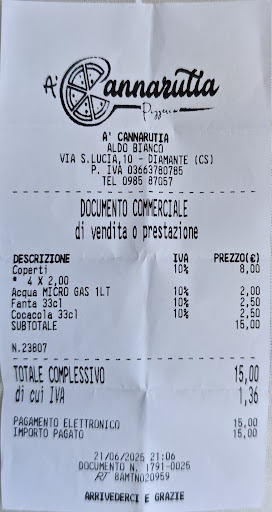 A' Cannarutia
Pizzeria
A' CANNARUTIA
ALDO BIANCO
VIA S.LUCIA,10 - DIAMANTE (CS)
P. IVA 03663780785
TEL 0985 87057
DOCUMENTO COMMERCIALE
di vendita o prestazione
DESCRIZIONE IVA PREZZO(€)
Coperti 10% 8,00
* 4 X 2,00
Acqua MICRO GAS 1LT 10% 2,00
Fanta 33cl 10% 2,50
Cocacola 33cl 10% 2,50
SUBTOTALE 15,00
N.23807
TOTALE COMPLESSIVO 15,00
di cui IVA 1,36
PAGAMENTO ELETTRONICO 15,00
IMPORTO PAGATO 15,00
21/06/2025 21:06
DOCUMENTO N. 1791-0025
RT 8AMTN020959
ARRIVEDERCI E GRAZIE